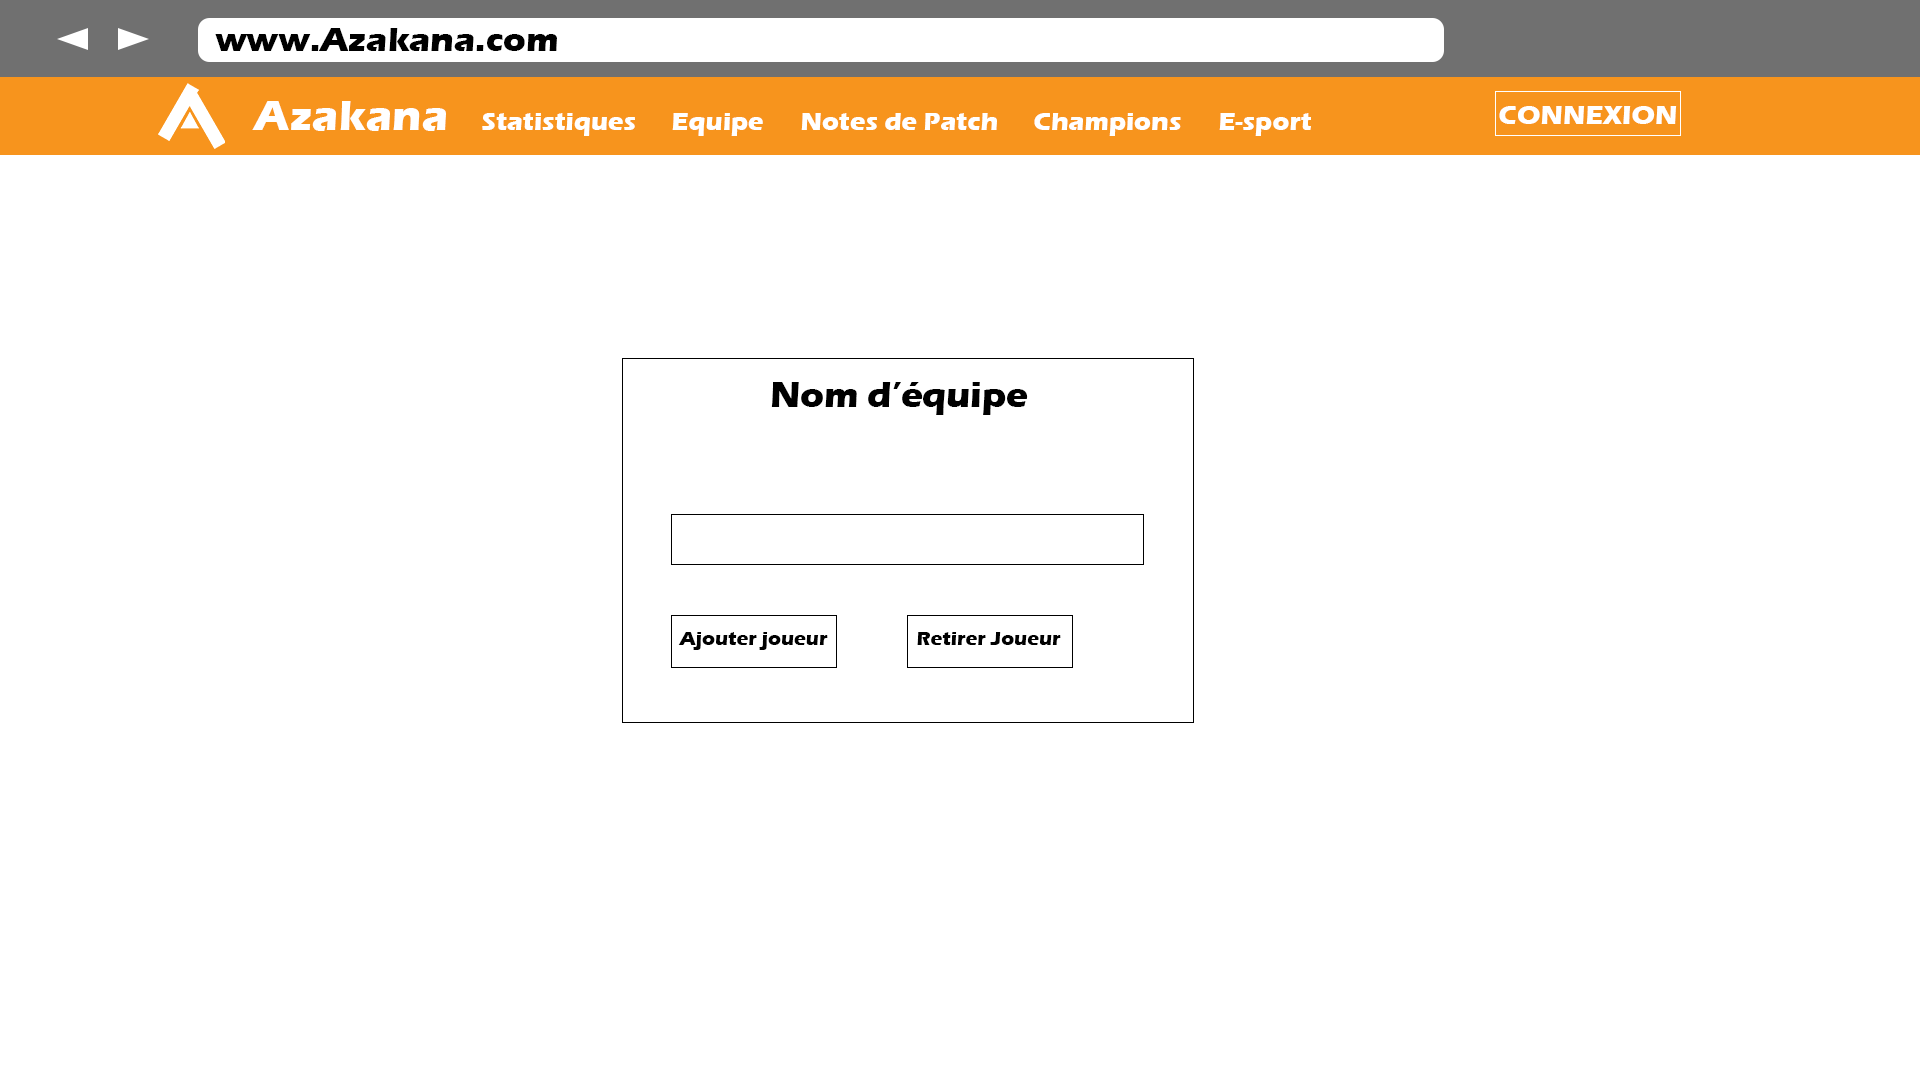 www.Azakana.com
Azakana Statistiques Equipe Notes de Patch Champions E-sport CONNEXION
Nom d'équipe
Ajouter joueur Retirer Joueur